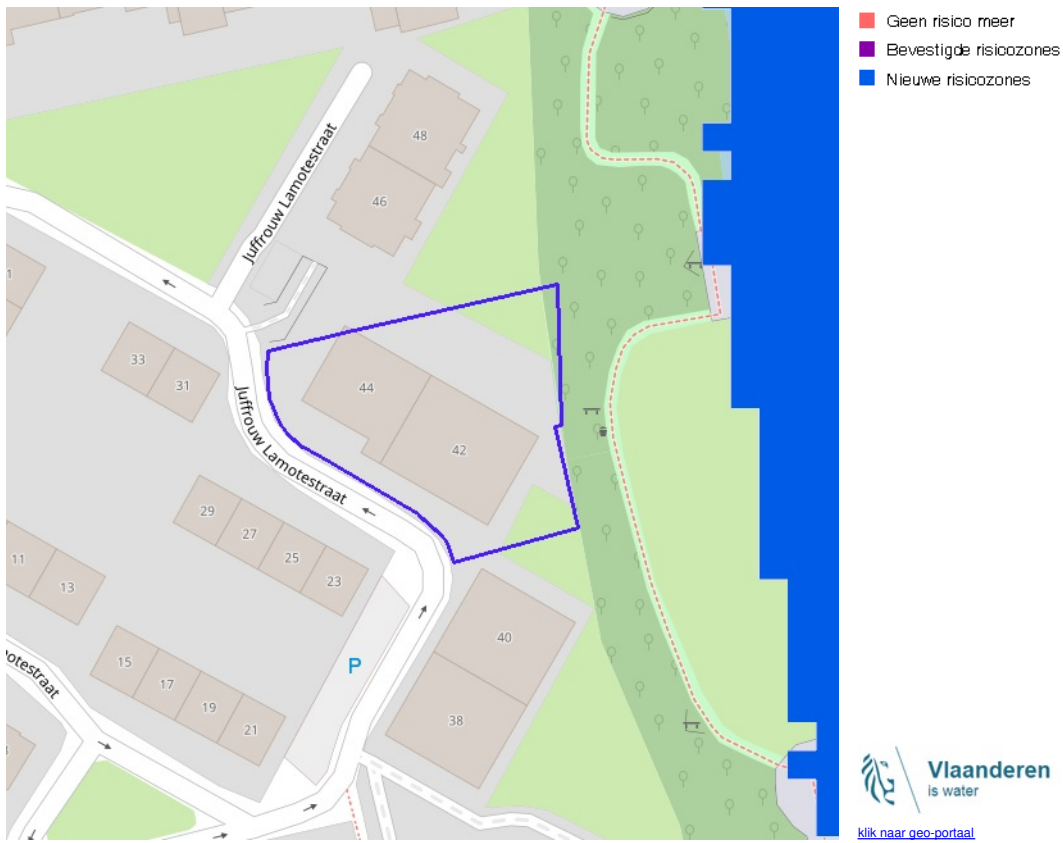 Geen risico meer
Bevestigde risicozones
Nieuwe risicozones
Juffrouw Lamotestraat
48
46
33
31
44
42
Juffrouw Lamotestraat
29
27
25
23
11
13
40
38
15
17
19
21
P
otestraat
Vlaanderen
is water
klik naar geo-portaal